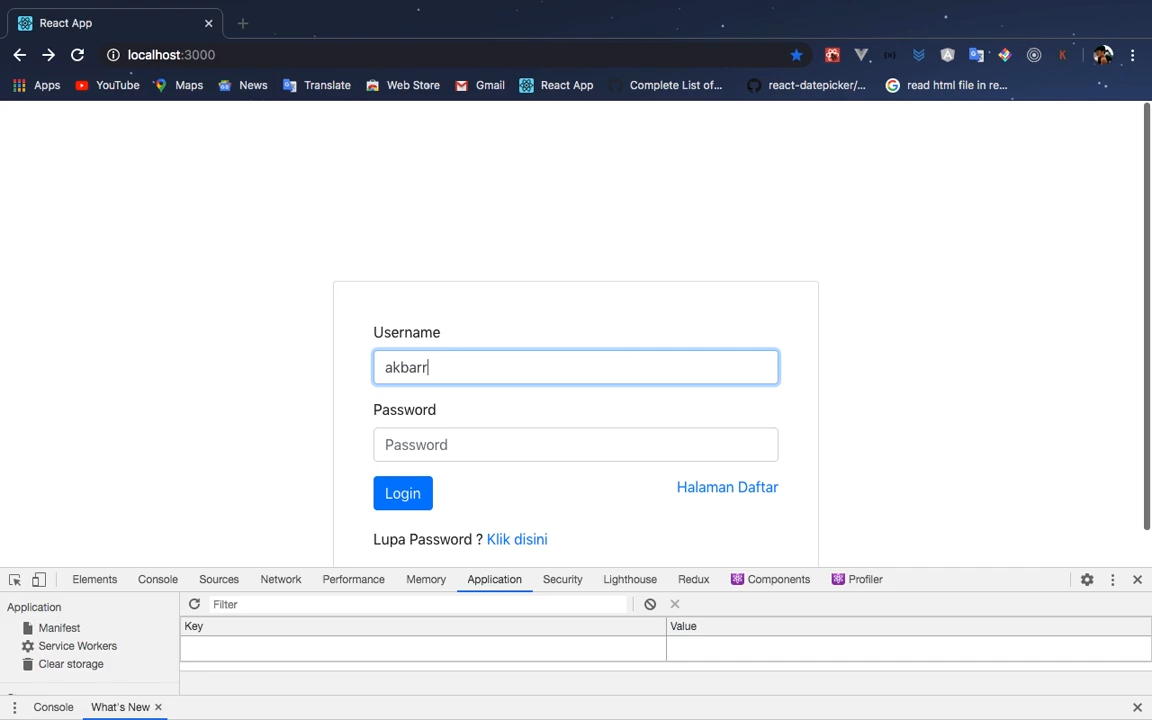 React App
localhost:3000
Apps YouTube Maps News Translate Web Store Gmail React App Complete List of... react-datepicker/... read html file in re...
Username
akbarr
Password
Password
Login Halaman Daftar
Lupa Password ? Klik disini
Elements Console Sources Network Performance Memory Application Security Lighthouse Redux Components Profiler
Application
Filter
Key Value
Manifest
Service Workers
Clear storage
Console What's New